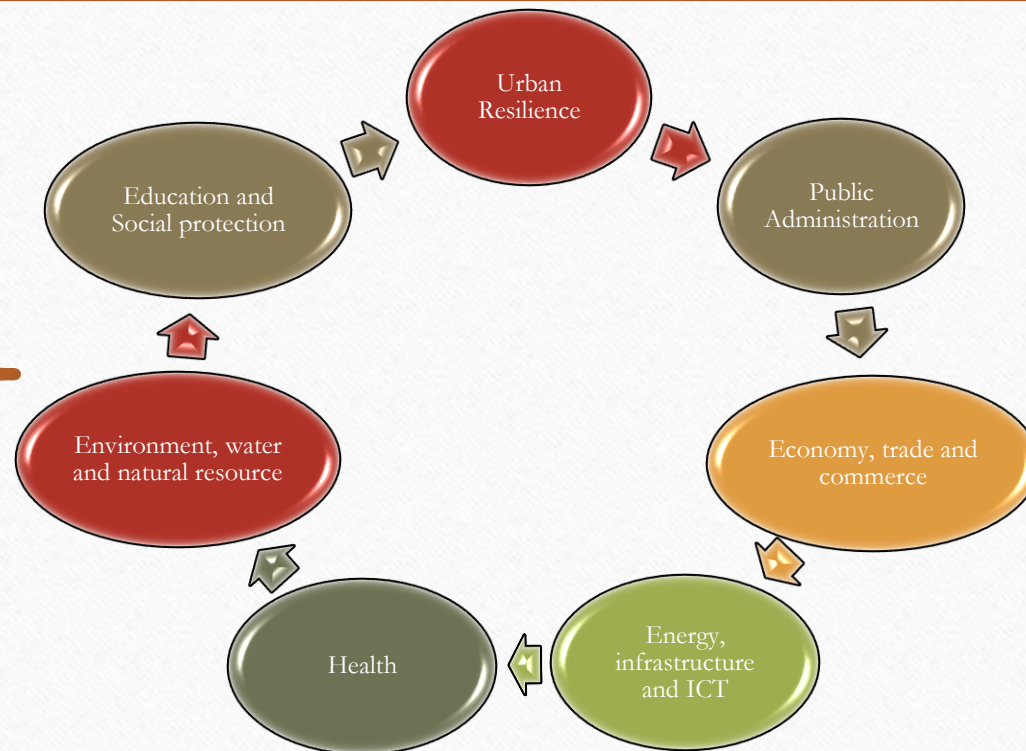 Urban
Resilience
Public
Administration
Economy, trade and
commerce
Energy,
infrastructure
and ICT
Health
Environment, water
and natural resource
Education and
Social protection